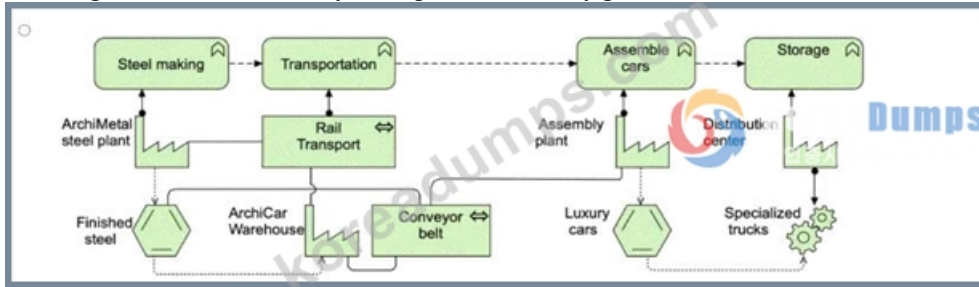 Steel making
Transportation
Assemble
cars
Storage
ArchiMetal
steel plant
Rail
Transport
Assembly
plant
Distribution
center
Dumps
Finished
steel
ArchiCar
Warehouse
Conveyor
belt
Luxury
cars
Specialized
trucks
koreadumps.com